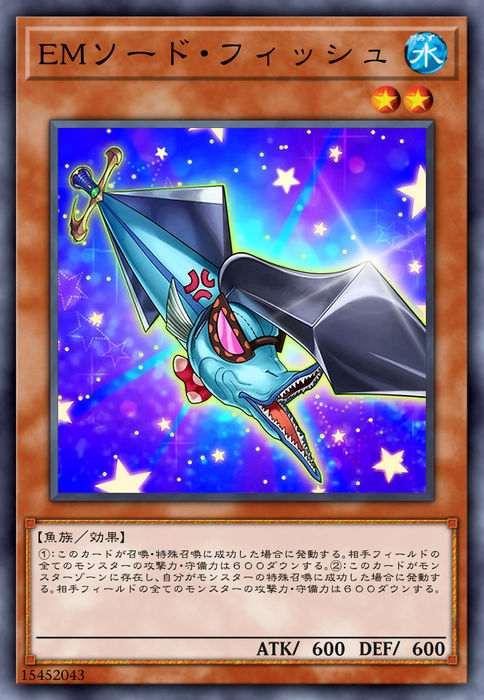 EMソード・フィッシュ
みず
水
【魚族／効果】
①：このカードが召喚・特殊召喚に成功した場合に発動する。相手フィールドの
全てのモンスターの攻撃力・守備力は６００ダウンする。②：このカードがモン
スターゾーンに存在し、自分がモンスターの特殊召喚に成功した場合に発動す
る。相手フィールドの全てのモンスターの攻撃力・守備力は６００ダウンする。
ATK/ 600 DEF/ 600
15452043